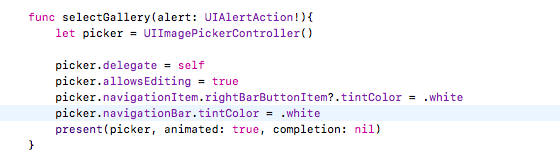 func selectGallery(alert: UIAlertAction!){
    let picker = UIImagePickerController()

    picker.delegate = self
    picker.allowsEditing = true
    picker.navigationItem.rightBarButtonItem?.tintColor = .white
    picker.navigationBar.tintColor = .white
    present(picker, animated: true, completion: nil)
}